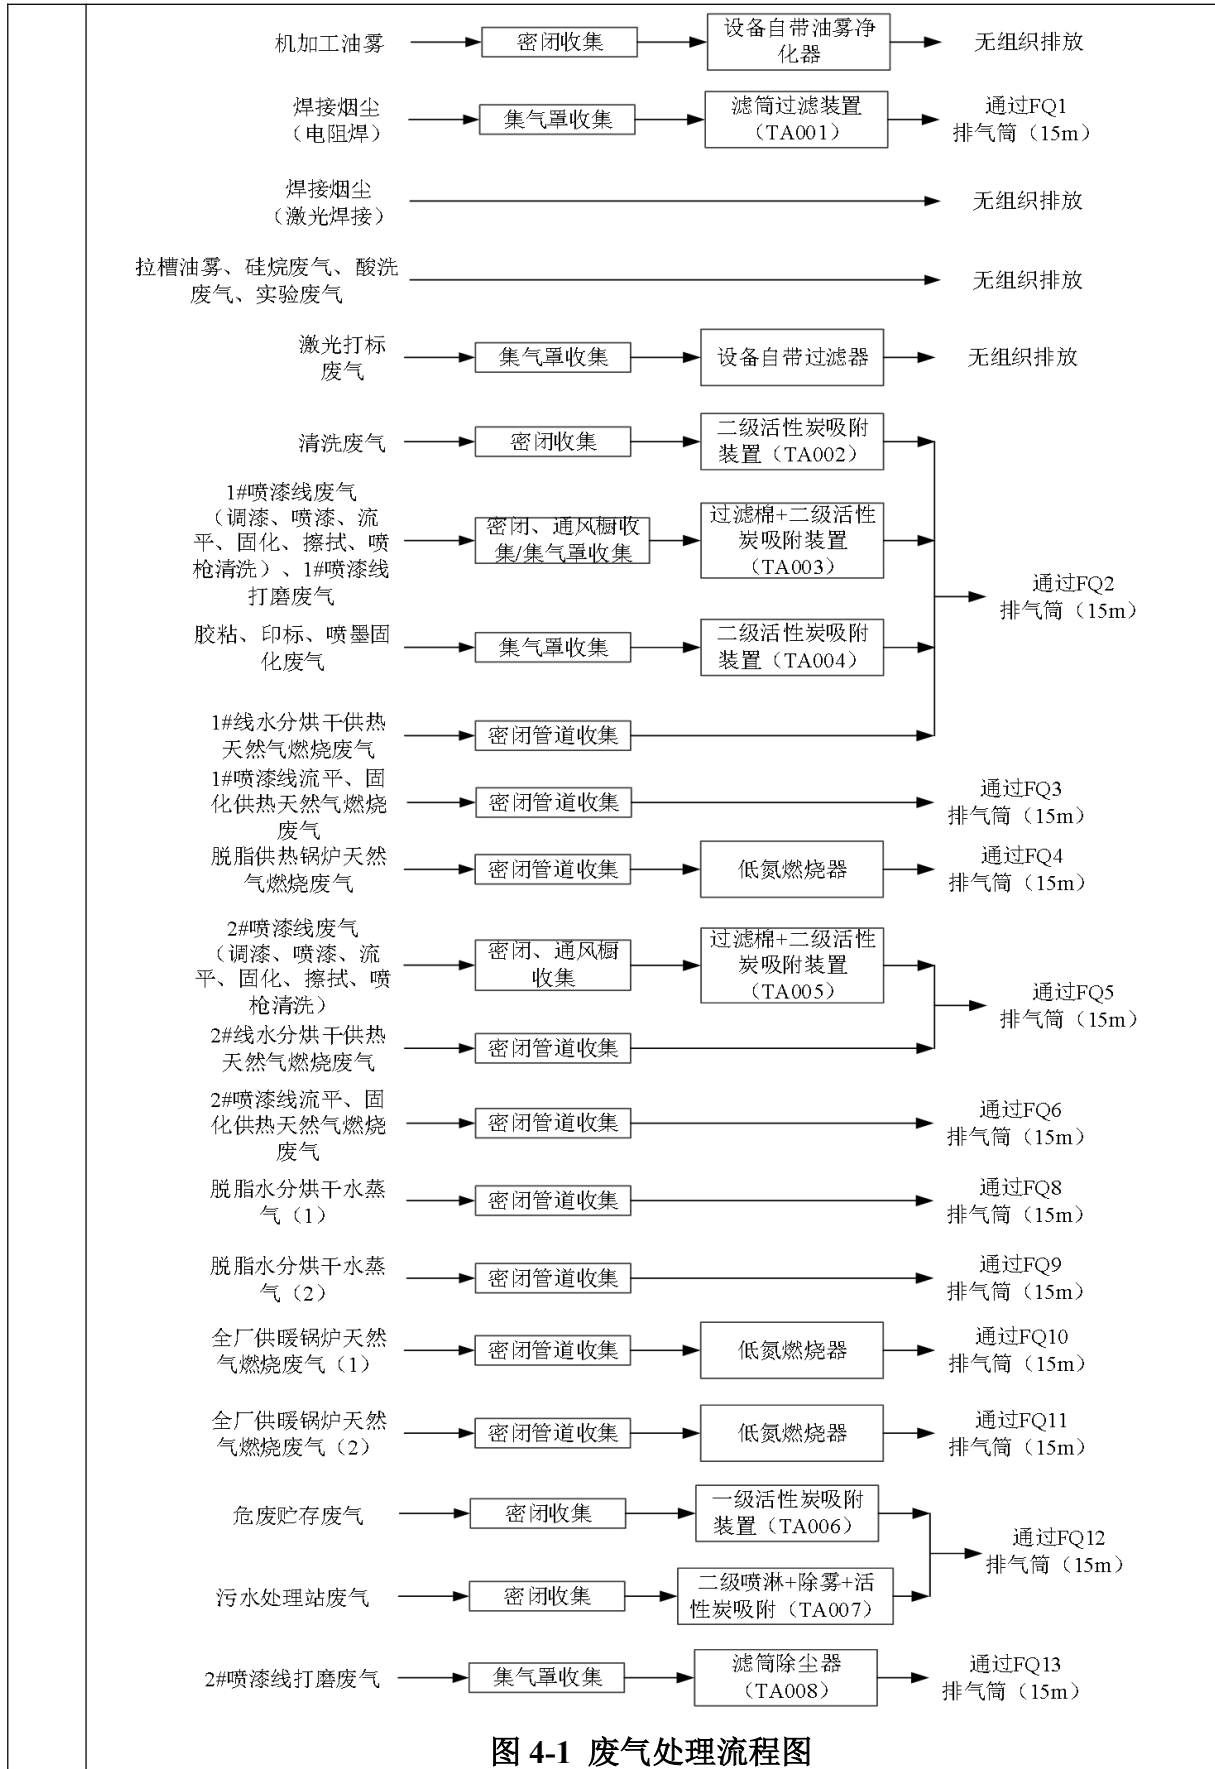 机加工油雾
密闭收集
设备自带油雾净
化器
无组织排放
焊接烟尘
（电阻焊）
集气罩收集
滤筒过滤装置
（TA001）
通过FQ1
排气筒（15m）
焊接烟尘
（激光焊接）
无组织排放
拉槽油雾、硅烷废气、酸洗
废气、实验废气
无组织排放
激光打标
废气
集气罩收集
设备自带过滤器
无组织排放
清洗废气
密闭收集
二级活性炭吸附
装置（TA002）
1#喷漆线废气
（调漆、喷漆、流
平、固化、擦拭、喷
枪清洗）、1#喷漆线
打磨废气
密闭、通风橱收
集/集气罩收集
过滤棉+二级活性
炭吸附装置
（TA003）
通过FQ2
排气筒（15m）
胶粘、印标、喷墨固
化废气
集气罩收集
二级活性炭吸附
装置（TA004）
1#线水分烘干供热
天然气燃烧废气
密闭管道收集
1#喷漆线流平、固
化供热天然气燃烧
废气
密闭管道收集
通过FQ3
排气筒（15m）
脱脂供热锅炉天然
气燃烧废气
密闭管道收集
低氮燃烧器
通过FQ4
排气筒（15m）
2#喷漆线废气
（调漆、喷漆、流
平、固化、擦拭、喷
枪清洗）
密闭、通风橱
收集
过滤棉+二级活性
炭吸附装置
（TA005）
通过FQ5
排气筒（15m）
2#线水分烘干供热
天然气燃烧废气
密闭管道收集
2#喷漆线流平、固
化供热天然气燃烧
废气
密闭管道收集
通过FQ6
排气筒（15m）
脱脂水分烘干水蒸
气（1）
密闭管道收集
通过FQ8
排气筒（15m）
脱脂水分烘干水蒸
气（2）
密闭管道收集
通过FQ9
排气筒（15m）
全厂供暖锅炉天然
气燃烧废气（1）
密闭管道收集
低氮燃烧器
通过FQ10
排气筒（15m）
全厂供暖锅炉天然
气燃烧废气（2）
密闭管道收集
低氮燃烧器
通过FQ11
排气筒（15m）
危废贮存废气
密闭收集
一级活性炭吸附
装置（TA006）
通过FQ12
排气筒（15m）
污水处理站废气
密闭收集
二级喷淋+除雾+活
性炭吸附（TA007）
2#喷漆线打磨废气
集气罩收集
滤筒除尘器
（TA008）
通过FQ13
排气筒（15m）
图 4-1 废气处理流程图